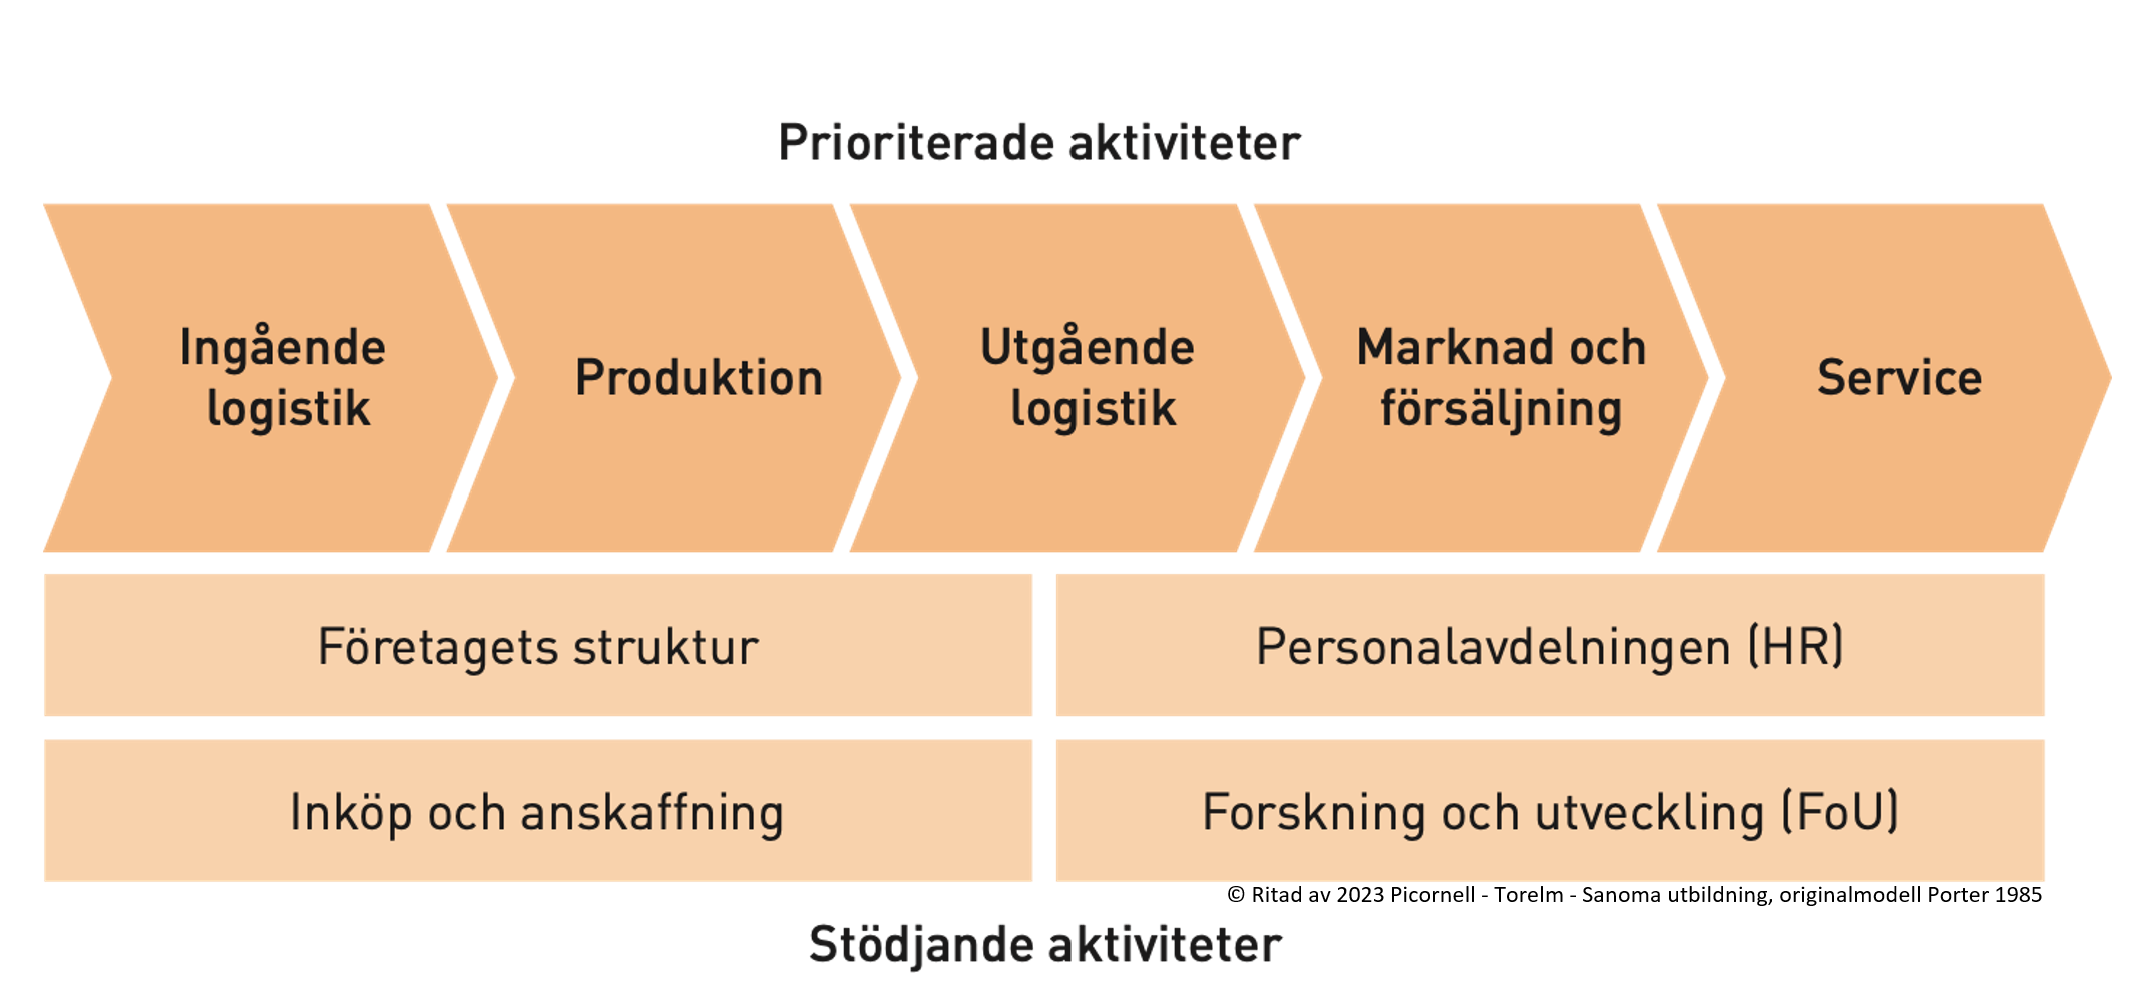 Prioriterade aktiviteter
Ingående
logistik
Produktion
Utgående
logistik
Marknad och
försäljning
Service
Företagets struktur
Personalavdelningen (HR)
Inköp och anskaffning
Forskning och utveckling (FoU)
© Ritad av 2023 Picornell - Torelm - Sanoma utbildning, originalmodell Porter 1985
Stödjande aktiviteter